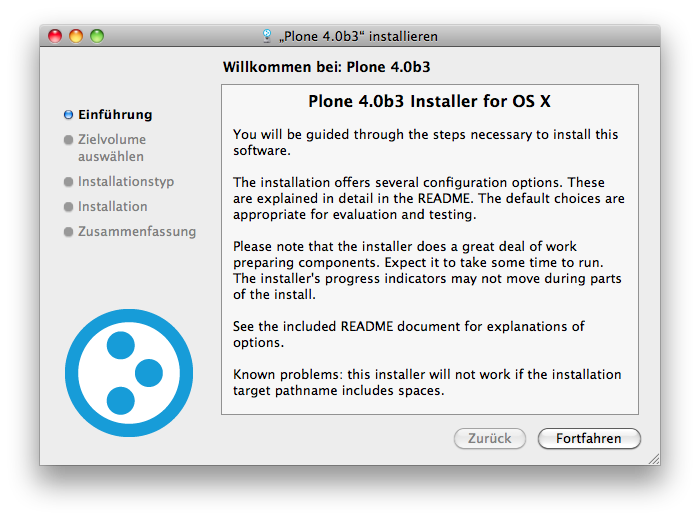 „Plone 4.0b3“ installieren
Willkommen bei: Plone 4.0b3
Einführung
Zielvolume
auswählen
Installationstyp
Installation
Zusammenfassung
Plone 4.0b3 Installer for OS X
You will be guided through the steps necessary to install this
software.
The installation offers several configuration options. These
are explained in detail in the README. The default choices are
appropriate for evaluation and testing.
Please note that the installer does a great deal of work
preparing components. Expect it to take some time to run.
The installer's progress indicators may not move during parts
of the install.
See the included README document for explanations of
options.
Known problems: this installer will not work if the installation
target pathname includes spaces.
Zurück
Fortfahren